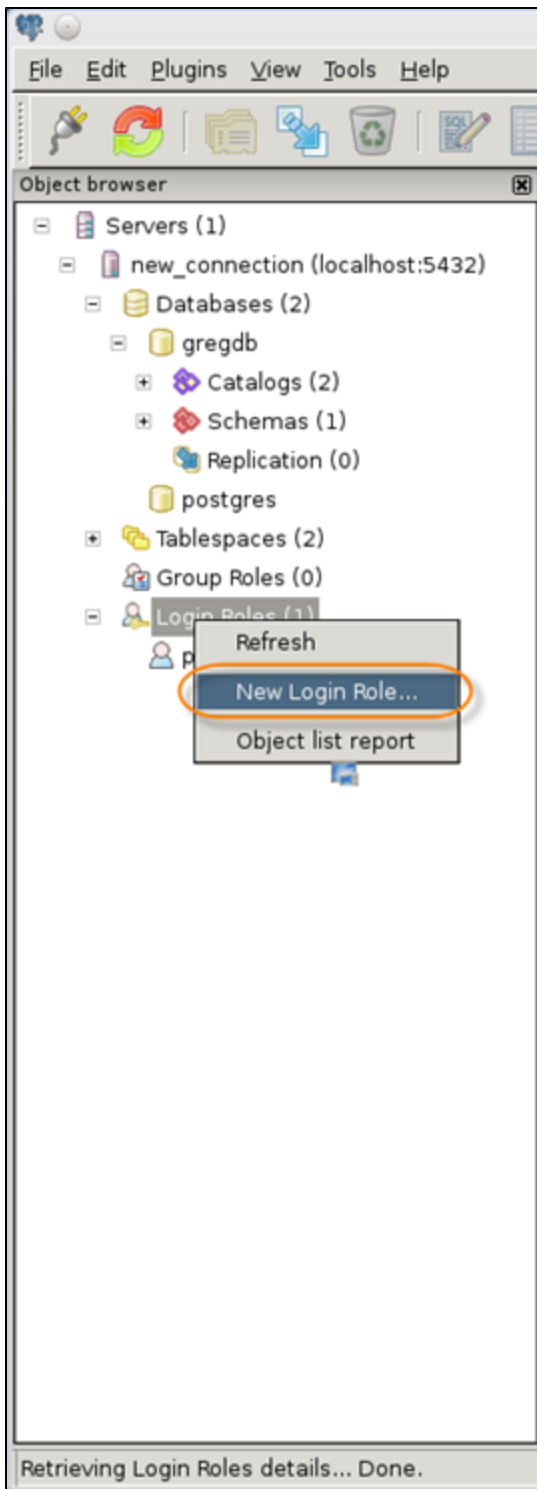 File Edit Plugins View Tools Help
SQL
Object browser
Servers (1)
new_connection (localhost:5432)
Databases (2)
gregdb
Catalogs (2)
Schemas (1)
Replication (0)
postgres
Tablespaces (2)
Group Roles (0)
Login Roles (1)
p
Refresh
New Login Role...
Object list report
Retrieving Login Roles details... Done.